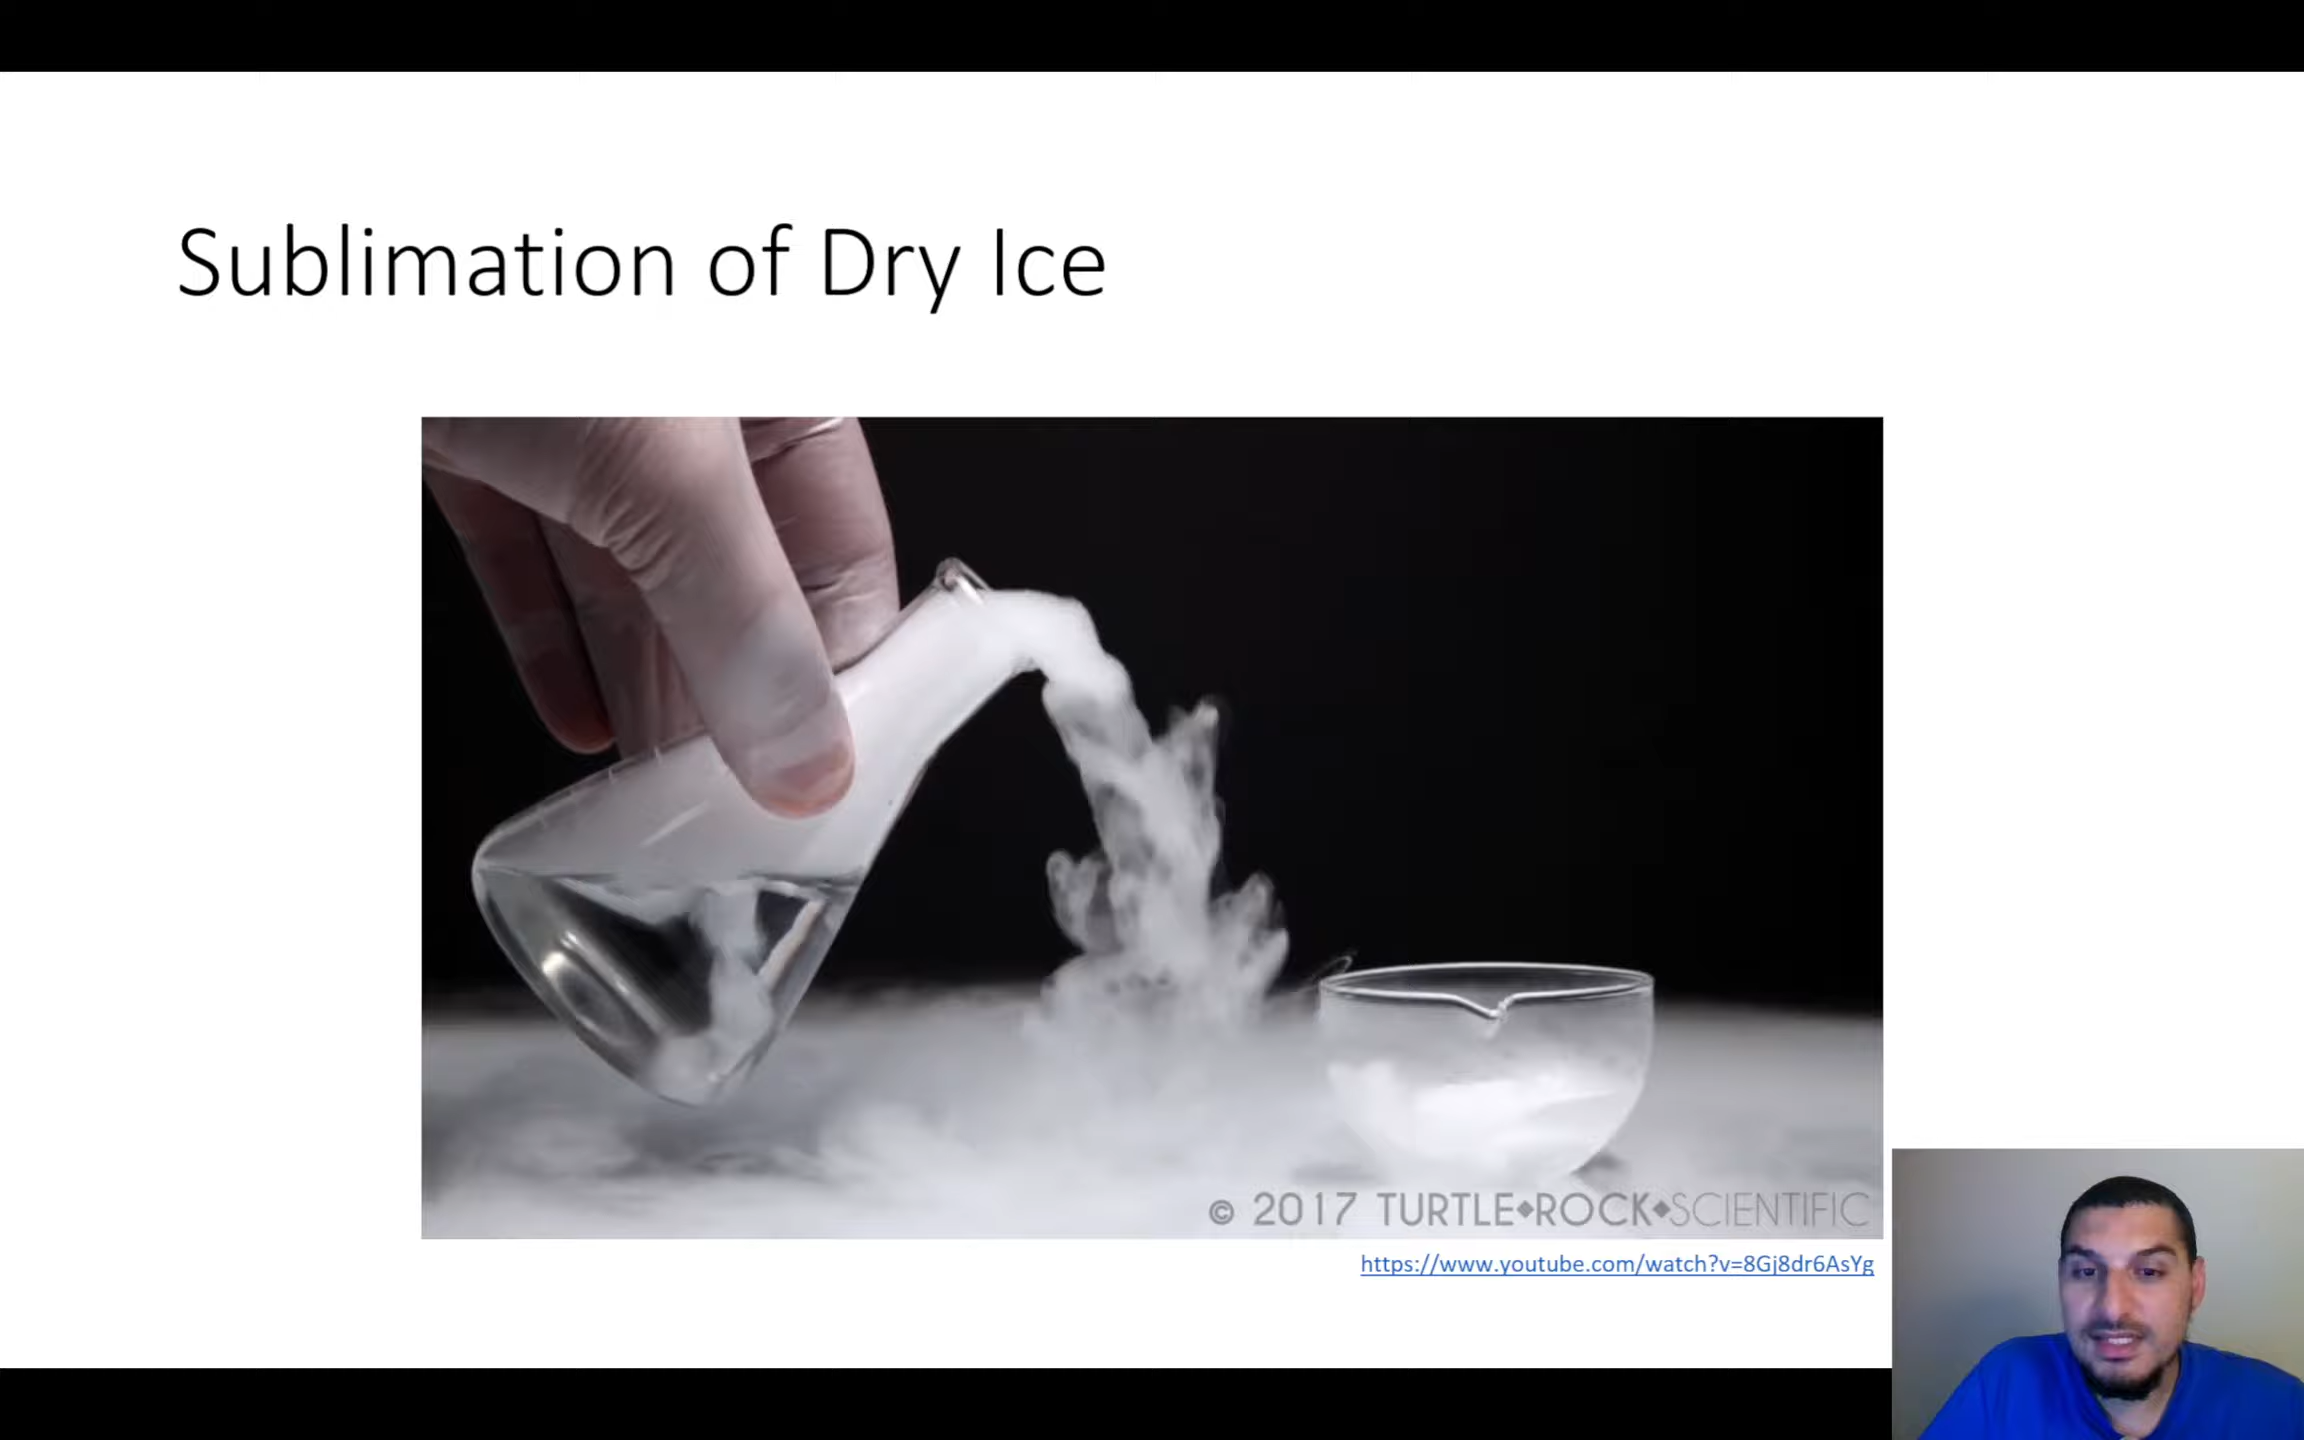 Sublimation of Dry Ice
© 2017 TURTLE◆ROCK◆SCIENTIFIC
https://www.youtube.com/watch?v=8Gj8dr6AsYg